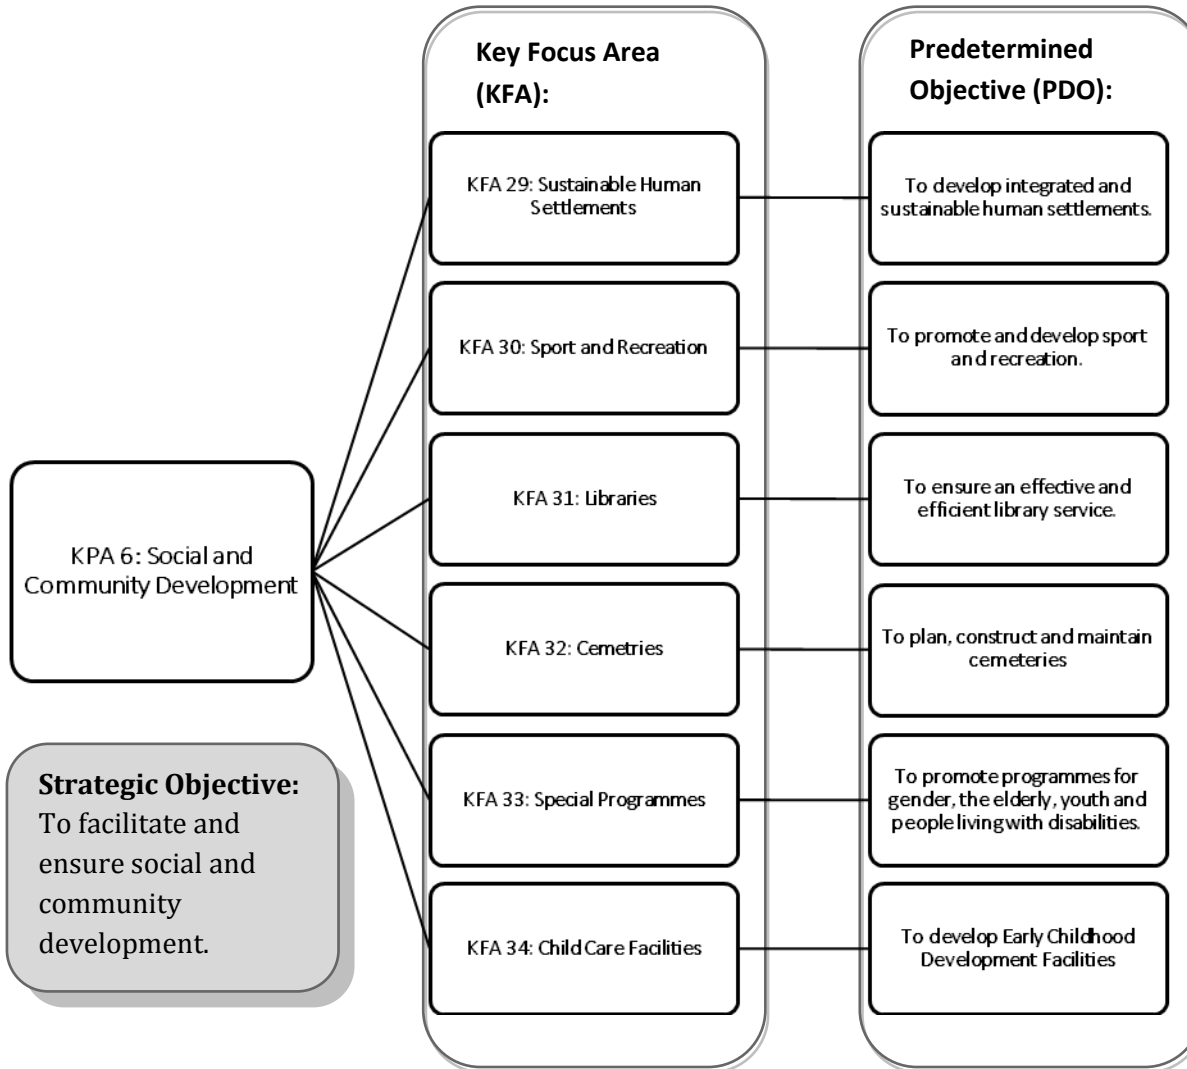 Key Focus Area
(KFA):
Predetermined
Objective (PDO):
KFA 29: Sustainable Human
Settlements
To develop integrated and
sustainable human settlements.
KFA 30: Sport and Recreation
To promote and develop sport
and recreation.
KPA 6: Social and
Community Development
KFA 31: Libraries
To ensure an effective and
efficient library service.
KFA 32: Cemetries
To plan, construct and maintain
cemeteries
Strategic Objective:
To facilitate and
ensure social and
community
development.
KFA 33: Special Programmes
To promote programmes for
gender, the elderly, youth and
people living with disabilities.
KFA 34: Child Care Facilities
To develop Early Childhood
Development Facilities